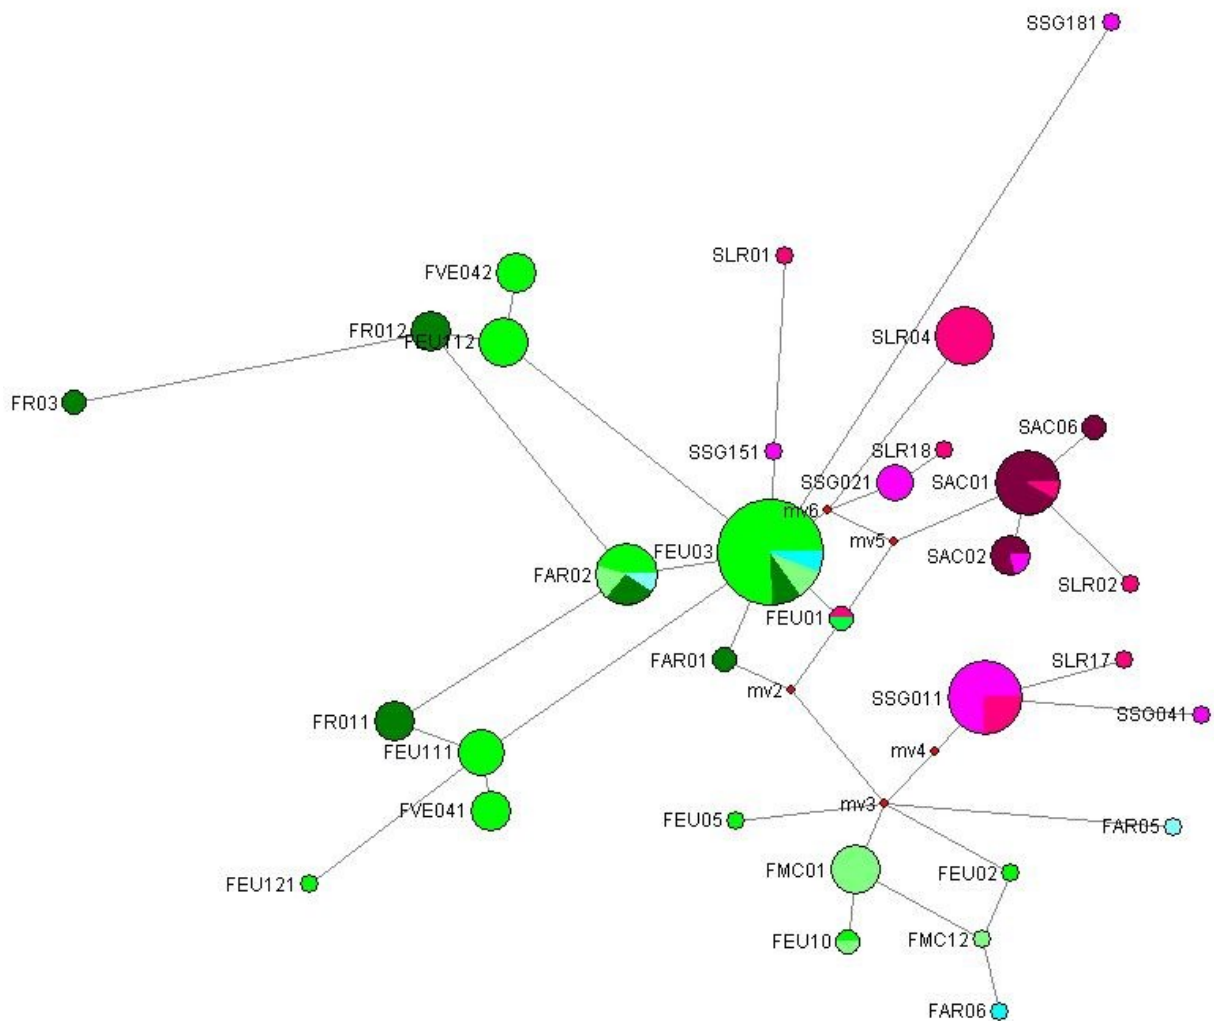 SSG181
SLR01
FVE042
FR012
FEU112
SLR04
FR03
SAC06
SSG151
SLR18
SSG021
SAC01
mv6
mv5
FEU03
SAC02
FAR02
SLR02
FEU01
FAR01
SLR17
mv2
SSG011
SSG041
FR011
FEU111
mv4
mv3
FVE041
FEU05
FAR05
FMC01
FEU02
FEU121
FEU10
FMC12
FAR06